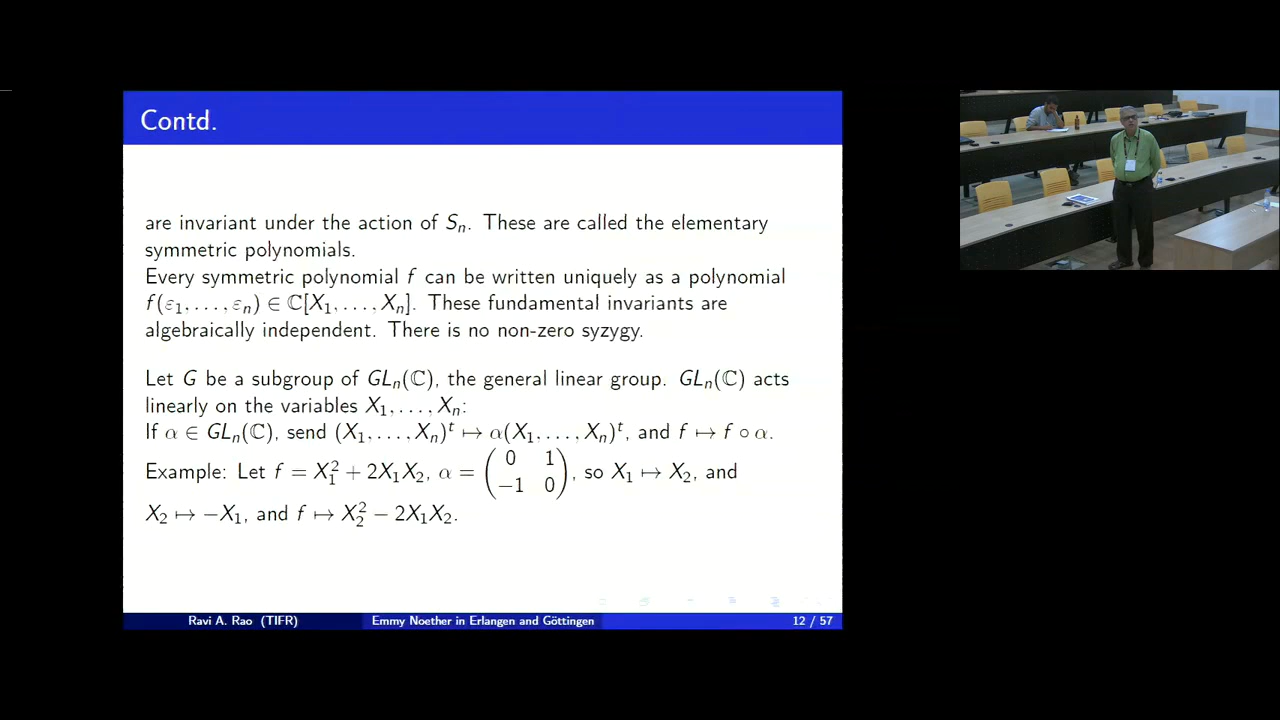 Contd.
are invariant under the action of Sₙ. These are called the elementary
symmetric polynomials.
Every symmetric polynomial f can be written uniquely as a polynomial
f(ε₁, . . . , εₙ) ∈ ℂ[X₁, . . . , Xₙ]. These fundamental invariants are
algebraically independent. There is no non-zero syzygy.
Let G be a subgroup of GLₙ(ℂ), the general linear group. GLₙ(ℂ) acts
linearly on the variables X₁, . . . , Xₙ:
If α ∈ GLₙ(ℂ), send (X₁, . . . , Xₙ)ᵗ ↦ α(X₁, . . . , Xₙ)ᵗ, and f ↦ f ∘ α.
Example: Let f = X₁² + 2X₁X₂, α = (0 1 −1 0), so X₁ ↦ X₂, and
X₂ ↦ −X₁, and f ↦ X₂² − 2X₁X₂.
Ravi A. Rao (TIFR) Emmy Noether in Erlangen and Göttingen 12 / 57